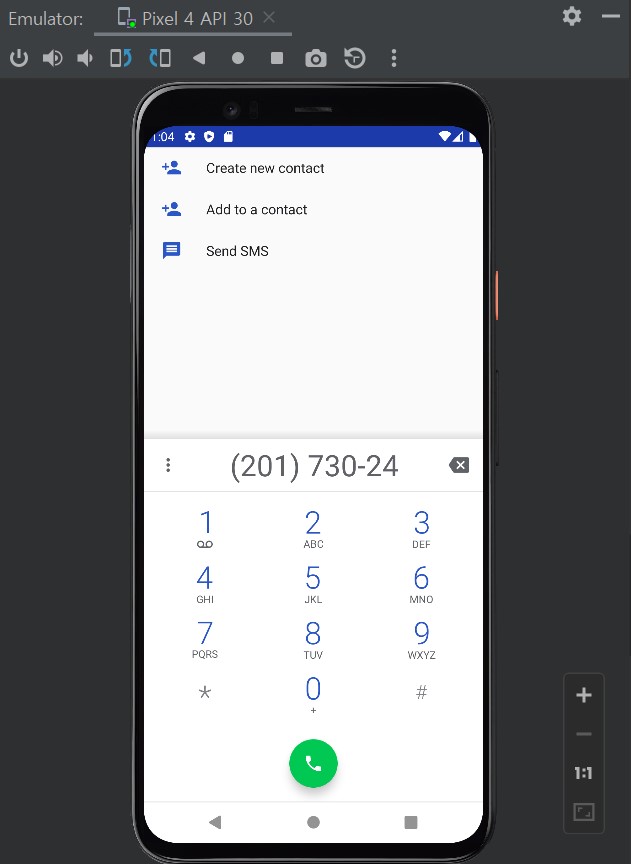 Emulator: Pixel 4 API 30
1:04
Create new contact
Add to a contact
Send SMS
(201) 730-24
1 2 3
ABC DEF
4 5 6
GHI JKL MNO
7 8 9
PQRS TUV WXYZ
* 0 #
+
1:1